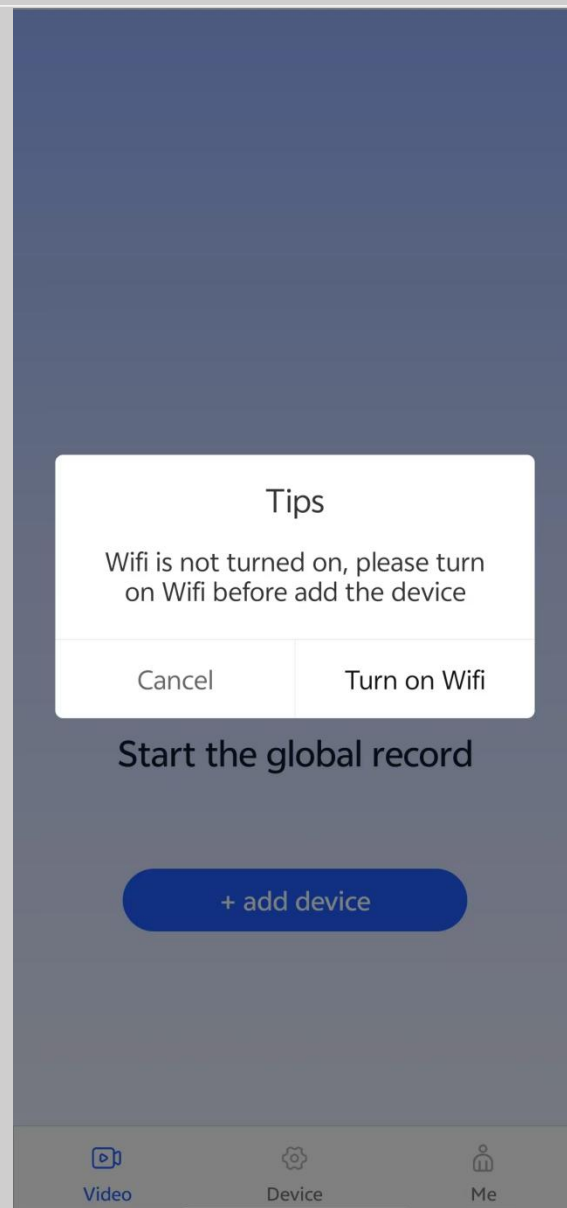 Tips
Wifi is not turned on, please turn
on Wifi before add the device
Cancel
Turn on Wifi
Start the global record
+ add device
Video
Device
Me